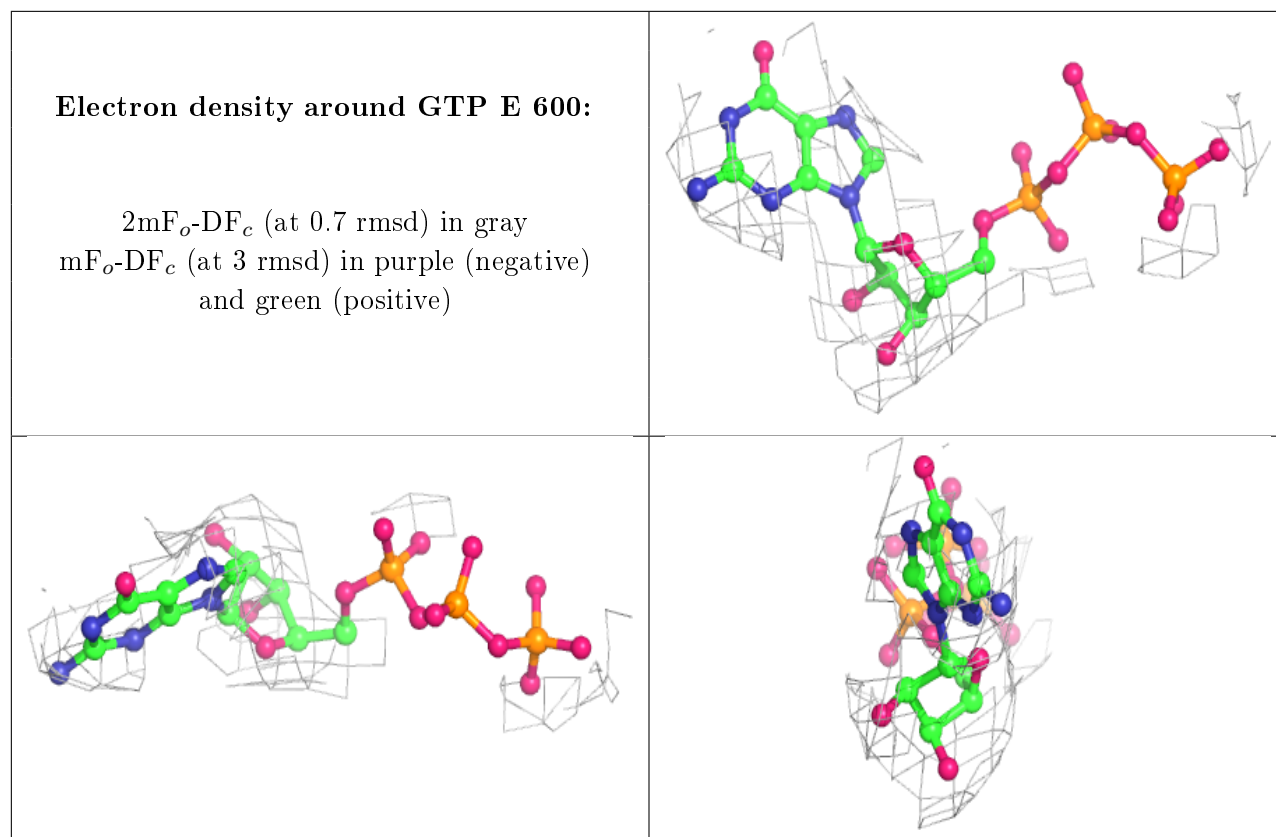 Electron density around GTP E 600:
2mFo-DFc (at 0.7 rmsd) in gray
mFo-DFc (at 3 rmsd) in purple (negative)
and green (positive)